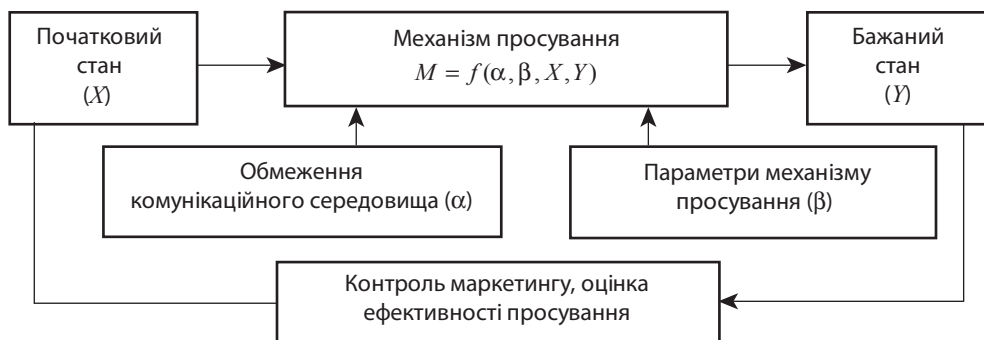 Початковий
стан
(X)
Механізм просування
M = f(α, β, X, Y)
Бажаний
стан
(Y)
Обмеження
комунікаційного середовища (α)
Параметри механізму
просування (β)
Контроль маркетингу, оцінка
ефективності просування